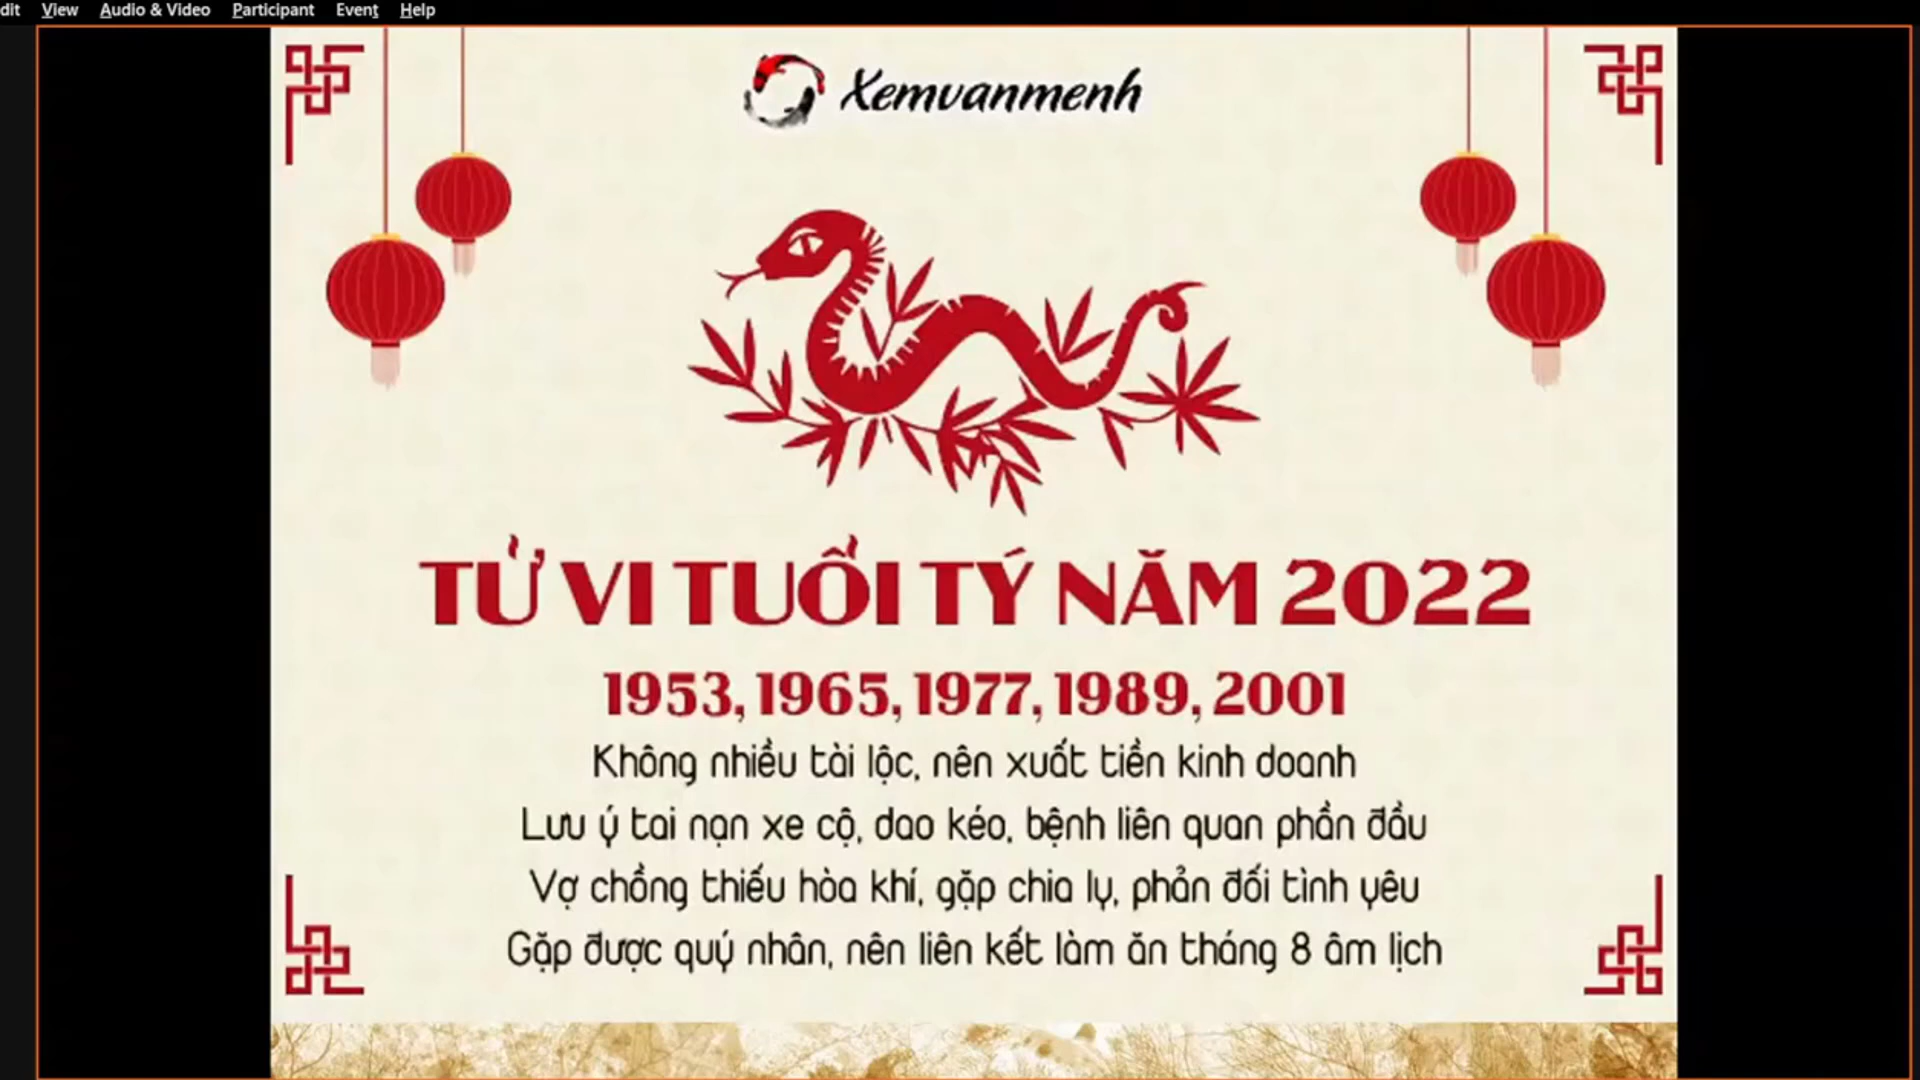 dit View Audio & Video Participant Event Help
Xemvanmenh
TỬ VI TUỔI TÝ NĂM 2022
1953, 1965, 1977, 1989, 2001
Không nhiều tài lộc, nên xuất tiền kinh doanh
Lưu ý tai nạn xe cộ, dao kéo, bệnh liên quan phần đầu
Vợ chồng thiếu hòa khí, gặp chia ly, phản đối tình yêu
Gặp được quý nhân, nên liên kết làm ăn tháng 8 âm lịch